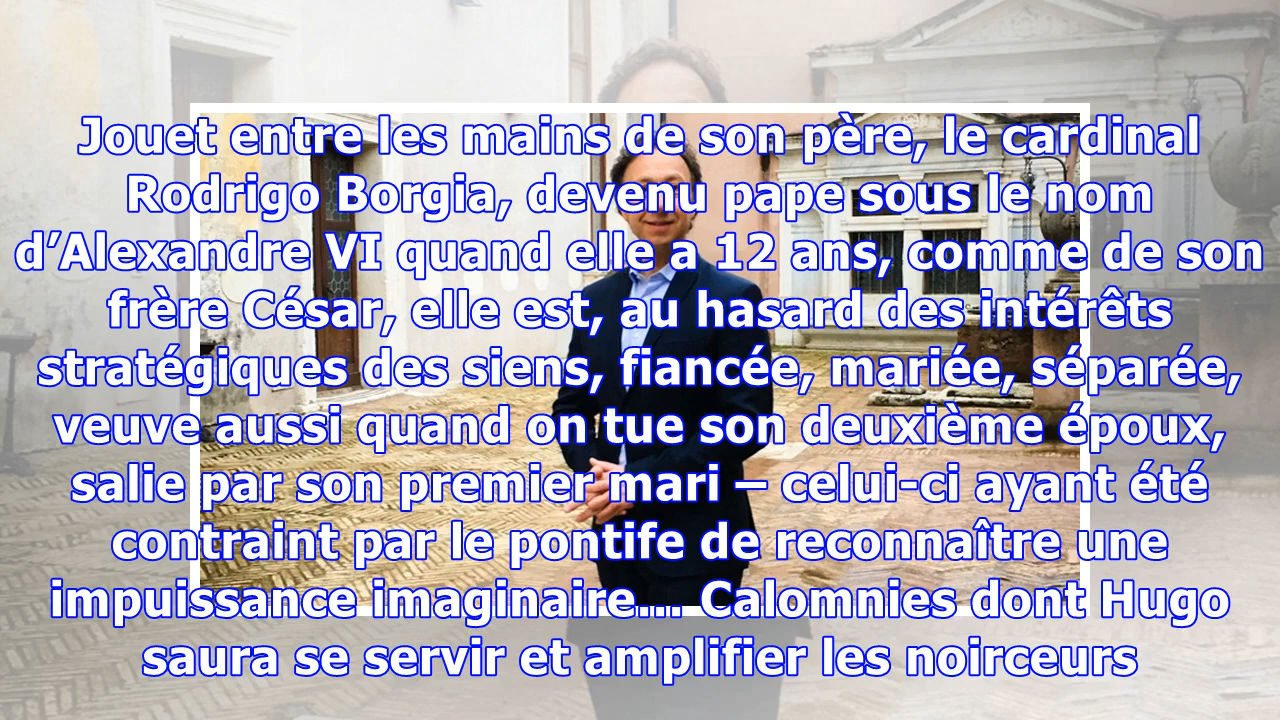 Jouet entre les mains de son père, le cardinal
Rodrigo Borgia, devenu pape sous le nom
d’Alexandre VI quand elle a 12 ans, comme de son
frère César, elle est, au hasard des intérêts
stratégiques des siens, fiancée, mariée, séparée,
veuve aussi quand on tue son deuxième époux,
salie par son premier mari – celui-ci ayant été
contraint par le pontife de reconnaître une
impuissance imaginaire… Calomnies dont Hugo
saura se servir et amplifier les noirceurs